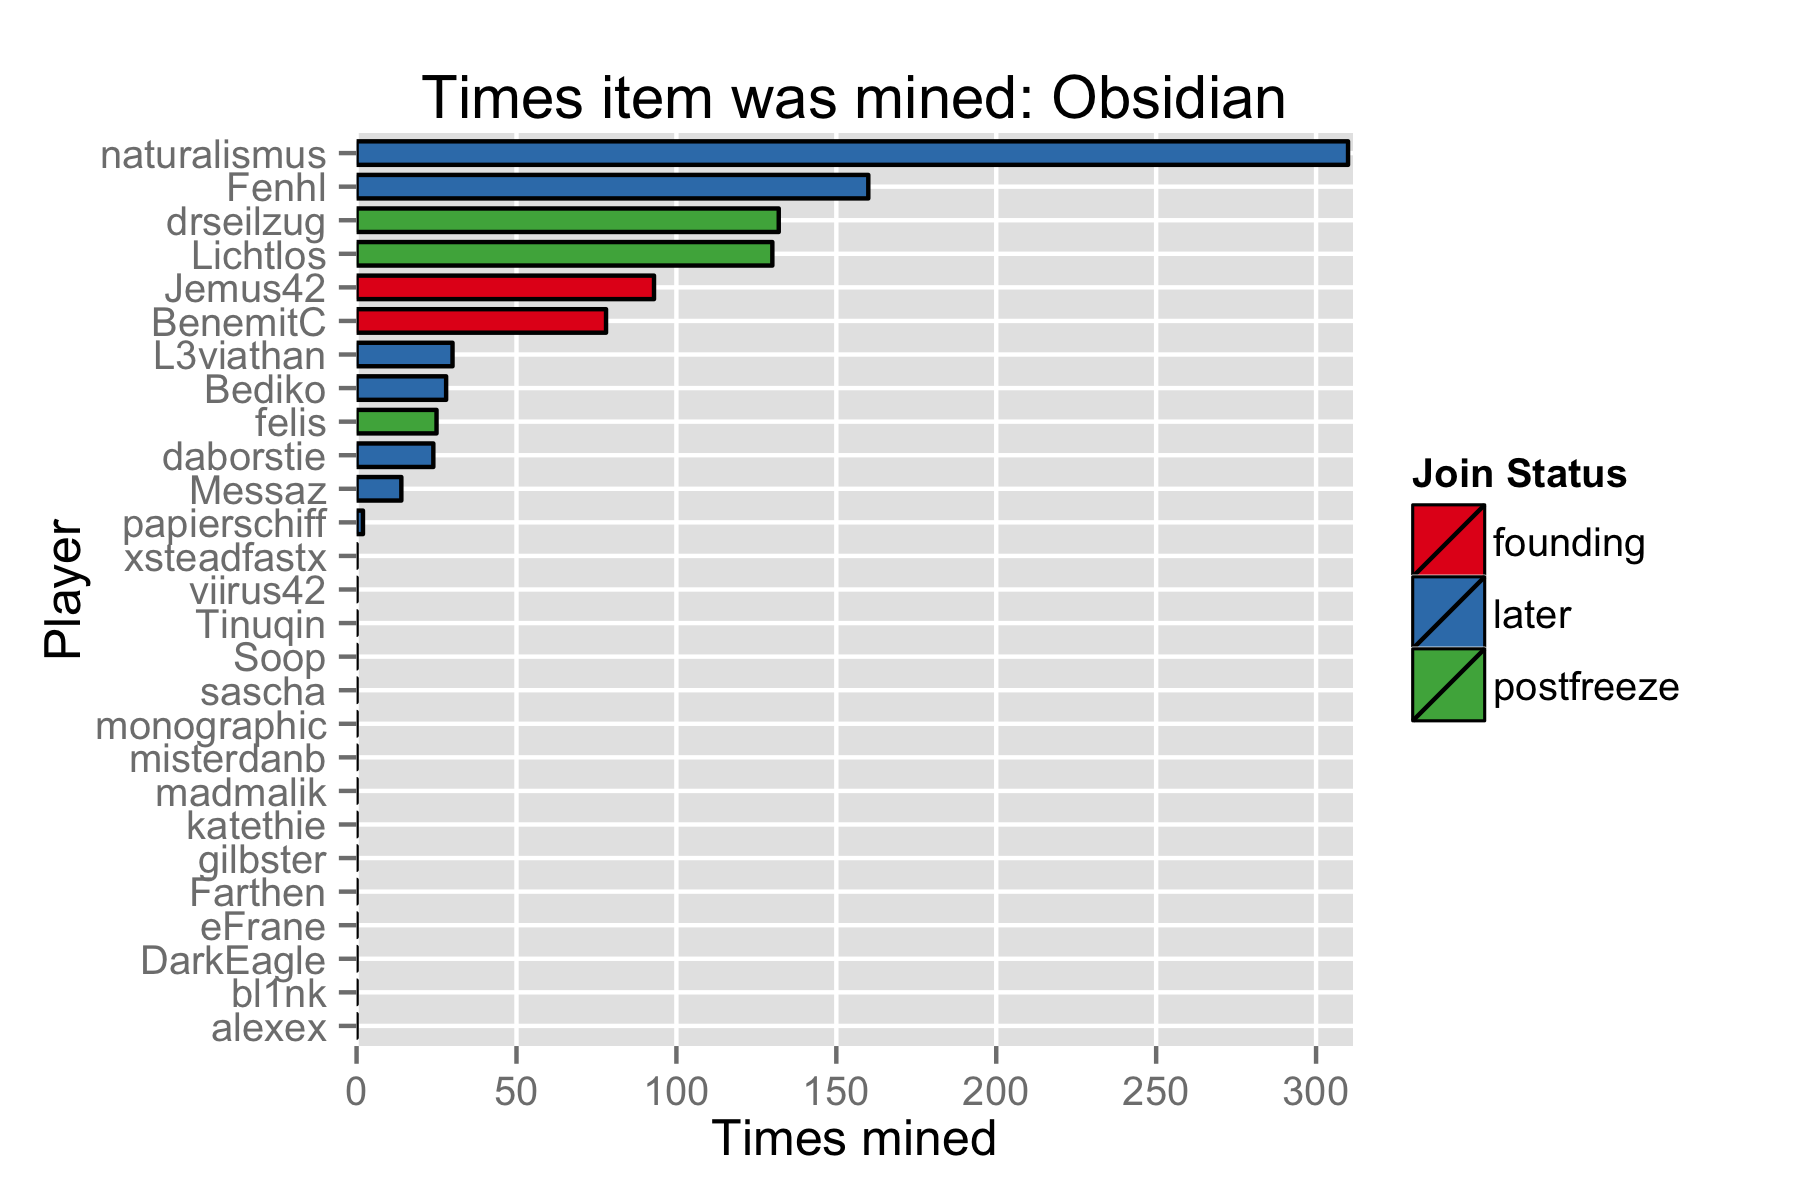 Times item was mined: Obsidian
naturalismus
Fenhl
drseilzug
Lichtlos
Jemus42
BenemitC
L3viathan
Bediko
felis
daborstie
Messaz
papierschiff
xsteadfastx
viirus42
Tinuqin
Soop
sascha
monographic
misterdanb
madmalik
katethie
gilbster
Farthen
eFrane
DarkEagle
bl1nk
alexex
Player
0 50 100 150 200 250 300
Times mined
Join Status
founding
later
postfreeze